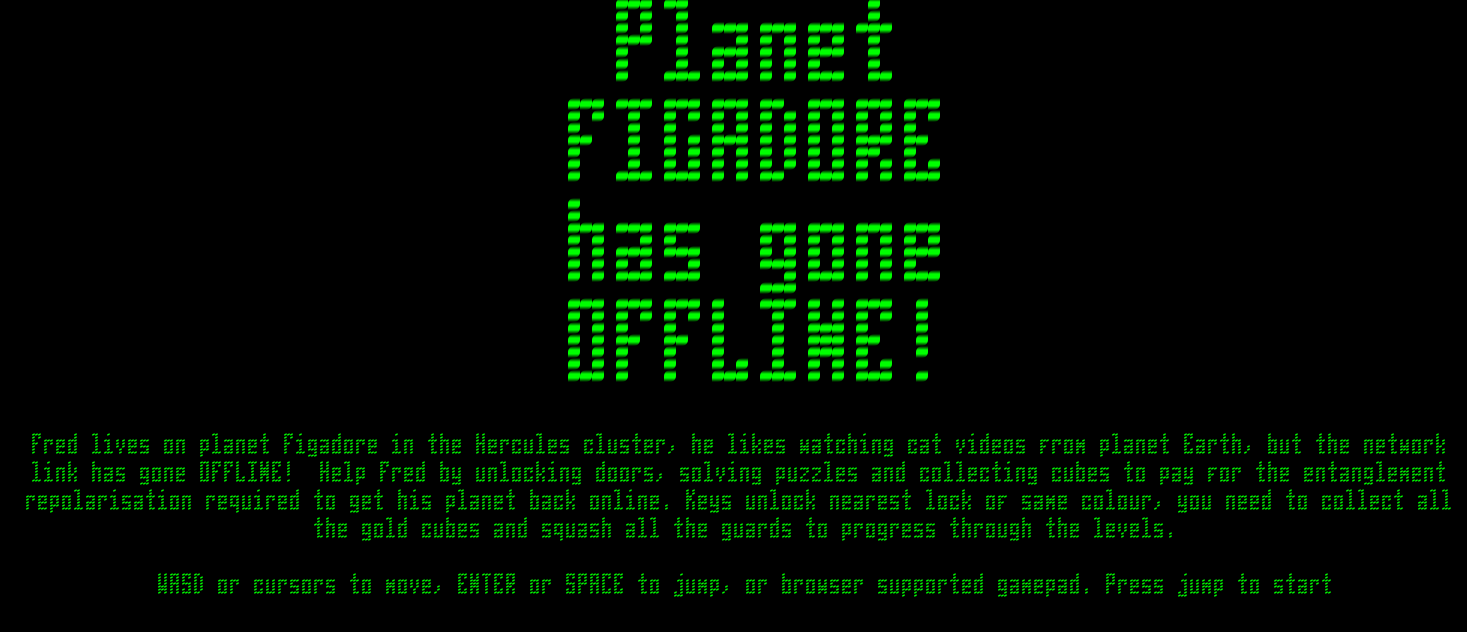 Planet
FIGADORE
has gone
OFFLINE!
Fred lives on planet Figadore in the Hercules cluster, he likes watching cat videos from planet Earth, but the network
link has gone OFFLINE!  Help Fred by unlocking doors, solving puzzles and collecting cubes to pay for the entanglement
repolarisation required to get his planet back online. Keys unlock nearest lock of same colour, you need to collect all
the gold cubes and squash all the guards to progress through the levels.
WASD or cursors to move, ENTER or SPACE to jump, or browser supported gamepad. Press jump to start